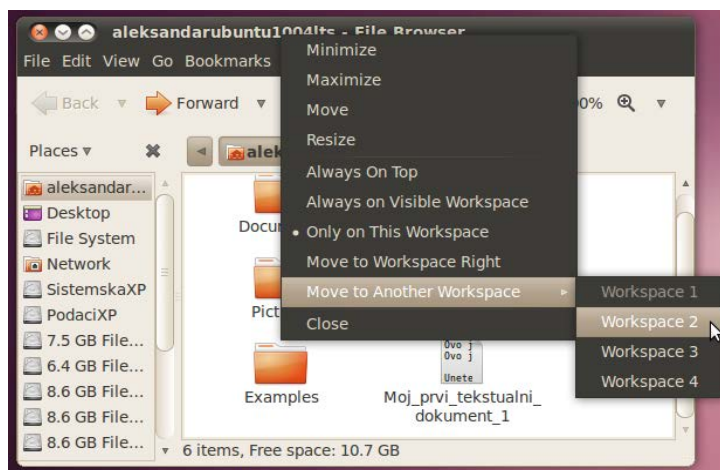 aleksandarubuntu1004lts - File Browser
File Edit View Go Bookmarks
Back Forward 00%
Places
alek
aleksandar...
Desktop
File System
Network
SistemskaXP
PodaciXP
7.5 GB File...
6.4 GB File...
8.6 GB File...
8.6 GB File...
8.6 GB File...
Docu
Pict
Examples
Ovo j
Ovo j
Unete
Moj_prvi_tekstualni_
dokument_1
6 items, Free space: 10.7 GB
Minimize
Maximize
Move
Resize
Always On Top
Always on Visible Workspace
Only on This Workspace
Move to Workspace Right
Move to Another Workspace
Close
Workspace 1
Workspace 2
Workspace 3
Workspace 4